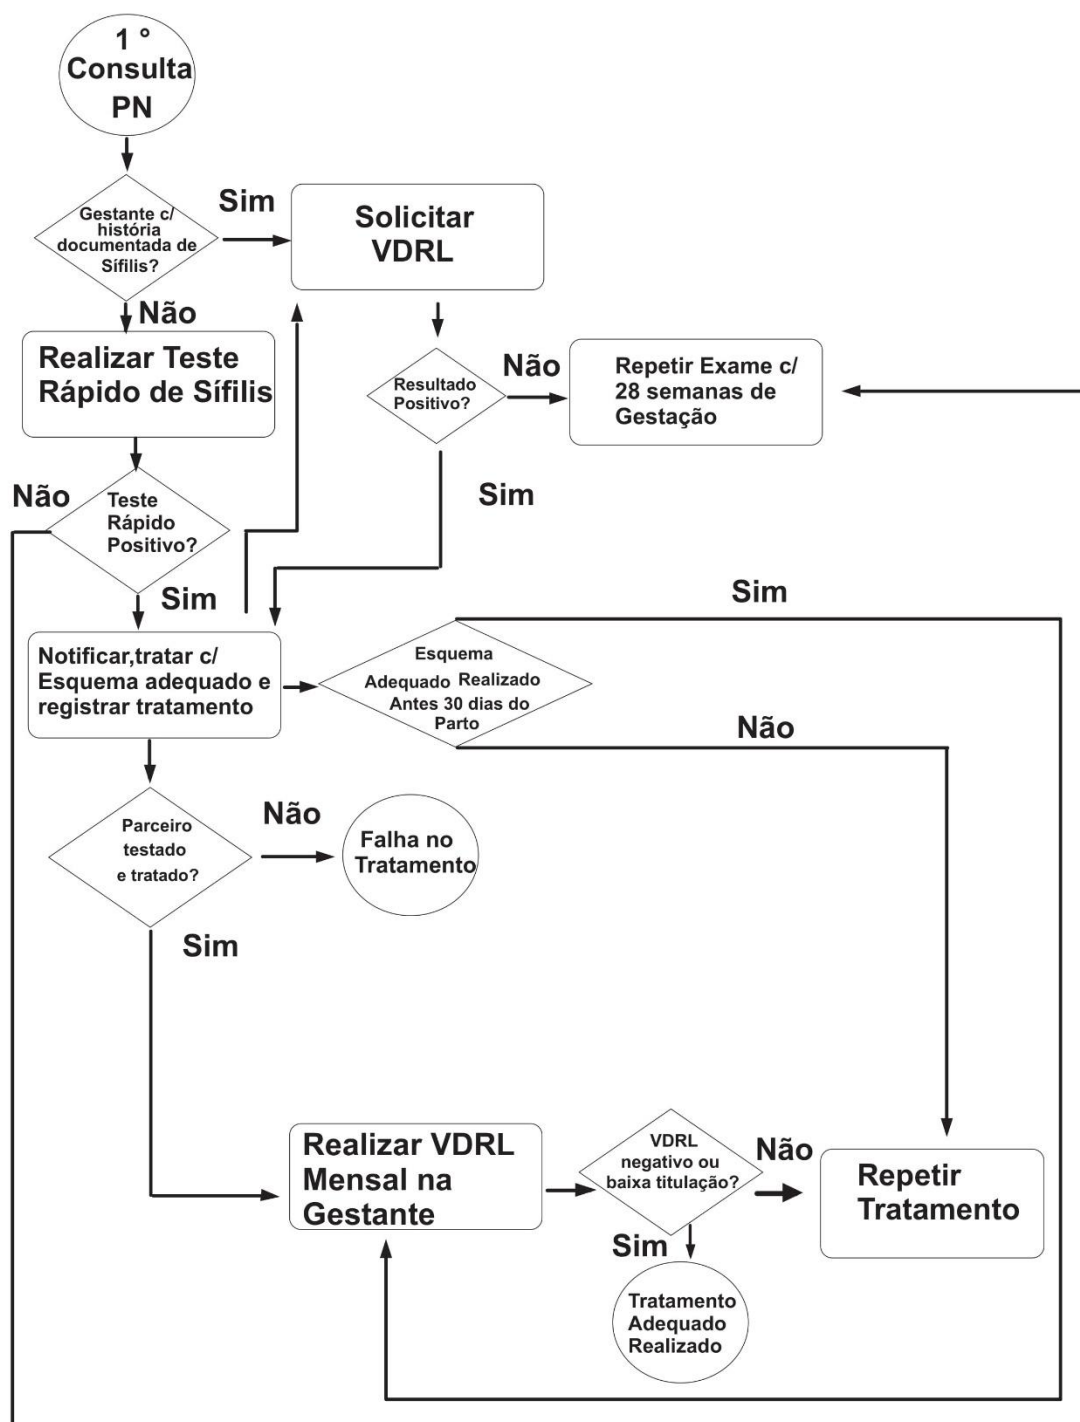 1 °
Consulta
PN
Gestante c/
história
documentada de
Sífilis?
Sim
Solicitar
VDRL
Não
Realizar Teste
Rápido de Sífilis
Resultado
Positivo?
Não
Repetir Exame c/
28 semanas de
Gestação
Sim
Não
Teste
Rápido
Positivo?
Sim
Notificar,tratar c/
Esquema adequado e
registrar tratamento
Esquema
Adequado Realizado
Antes 30 dias do
Parto
Sim
Não
Parceiro
testado
e tratado?
Não
Falha no
Tratamento
Sim
Realizar VDRL
Mensal na
Gestante
VDRL
negativo ou
baixa titulação?
Não
Repetir
Tratamento
Sim
Tratamento
Adequado
Realizado